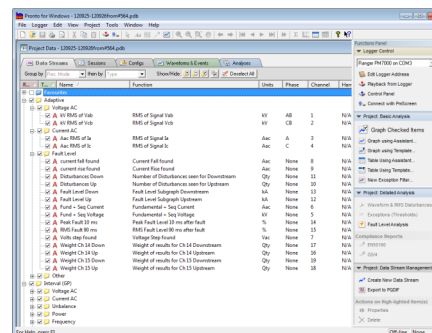 Pronto for Windows - 120925-120926fromP564.pdb
File Logger Edit View Project Tools Window Help
Project Data - 120925-120926fromP564.pdb
Data Streams Sessions Configs Waveforms & Events Analyses
Group by Rec. Mode then by Type Show/Hide: Deselect All
Name Function Units Phase Channel Harr
Favourites
Adaptive
Voltage AC
kV RMS of Vab RMS of Signal Vab kV AB 1 N/A
kV RMS of Vcb RMS of Signal Vcb kV CB 2 N/A
Current AC
Aac RMS of Ia RMS of Signal Ia Aac A 3 N/A
Aac RMS of Ic RMS of Signal Ic Aac C 4 N/A
Fault Level
current fall found Current Fall found Aac None 8 N/A
current rise found Current Rise found Aac None 9 N/A
Disturbances Down Number of Disturbances seen for Downstream Qty None 11 N/A
Disturbances Up Number of Disturbances seen for Upstream Qty None 10 N/A
Fault Level Down Fault Level Subgraph Downstream kA None 13 N/A
Fault Level Up Fault Level Subgraph Upstream kA None 12 N/A
Fund + Seq Current Fundamental + Seq Current Aac None 6 N/A
Fund + Seq Voltage Fundamental + Seq Voltage kV None 5 N/A
Peak Fault 10 ms Peak Fault Level 10 ms after fault % None 14 N/A
RMS Fault 90 ms RMS Fault Level 90 ms after fault % None 15 N/A
Volts step found Voltage Step found Vac None 7 N/A
Weight Ch 14 Down Weight of results for Ch 14 Downstream Qty None 17 N/A
Weight Ch 14 Up Weight of results for Ch 14 Upstream Qty None 16 N/A
Weight Ch 15 Down Weight of results for Ch 15 Downstream Qty None 19 N/A
Weight Ch 15 Up Weight of results for Ch 15 Upstream Qty None 18 N/A
Other
Interval (GP)
Voltage AC
Current AC
Unbalance
Power
Frequency
For Help, press F1
Off-line None
Functions Panel
Logger Control
Ranger PM7000 on COM3
Edit Logger Address
Playback from Logger
Control Panel
Connect with ProScreen
Project: Basic Analysis
Graph Checked Items
Graph using Assistant...
Graph using Template...
Table Using Assistant...
Table Using Template...
New Exception Filter...
Project: Detailed Analysis
Waveform & RMS Disturbances
Exceptions (Thresholds)
Fault Level Analysis
Compliance Reports
EN50160
G5/4
Project: Data Stream Management
Create New Data Stream
Export to PQDIF
Actions on High-lighted Item(s)
Properties
Delete